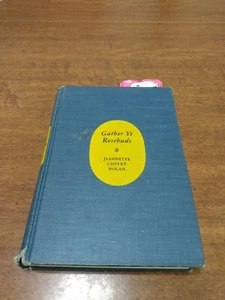 Gather Ye
Rosebuds
JEANNETTE
COVERT
NOLAN